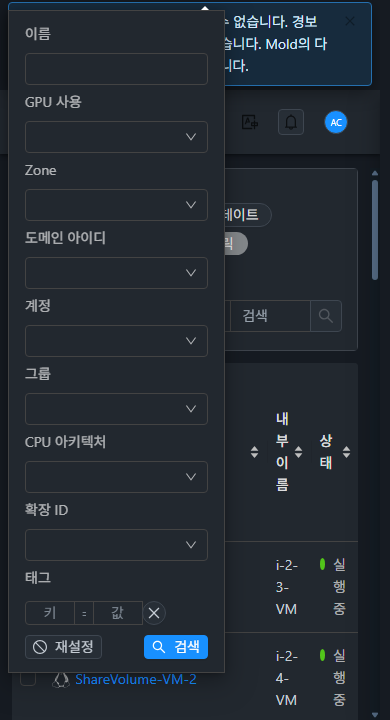 이름
GPU 사용
Zone
도메인 아이디
계정
그룹
CPU 아키텍처
확장 ID
태그
키 = 값
재설정 검색
없습니다. 경보
습니다. Mold의 다
니다.
AC
데이트
릭
검색
내
부
이
름
상
태
i-2-
3-
VM
실
행
중
i-2-
4-
VM
실
행
중
ShareVolume-VM-2